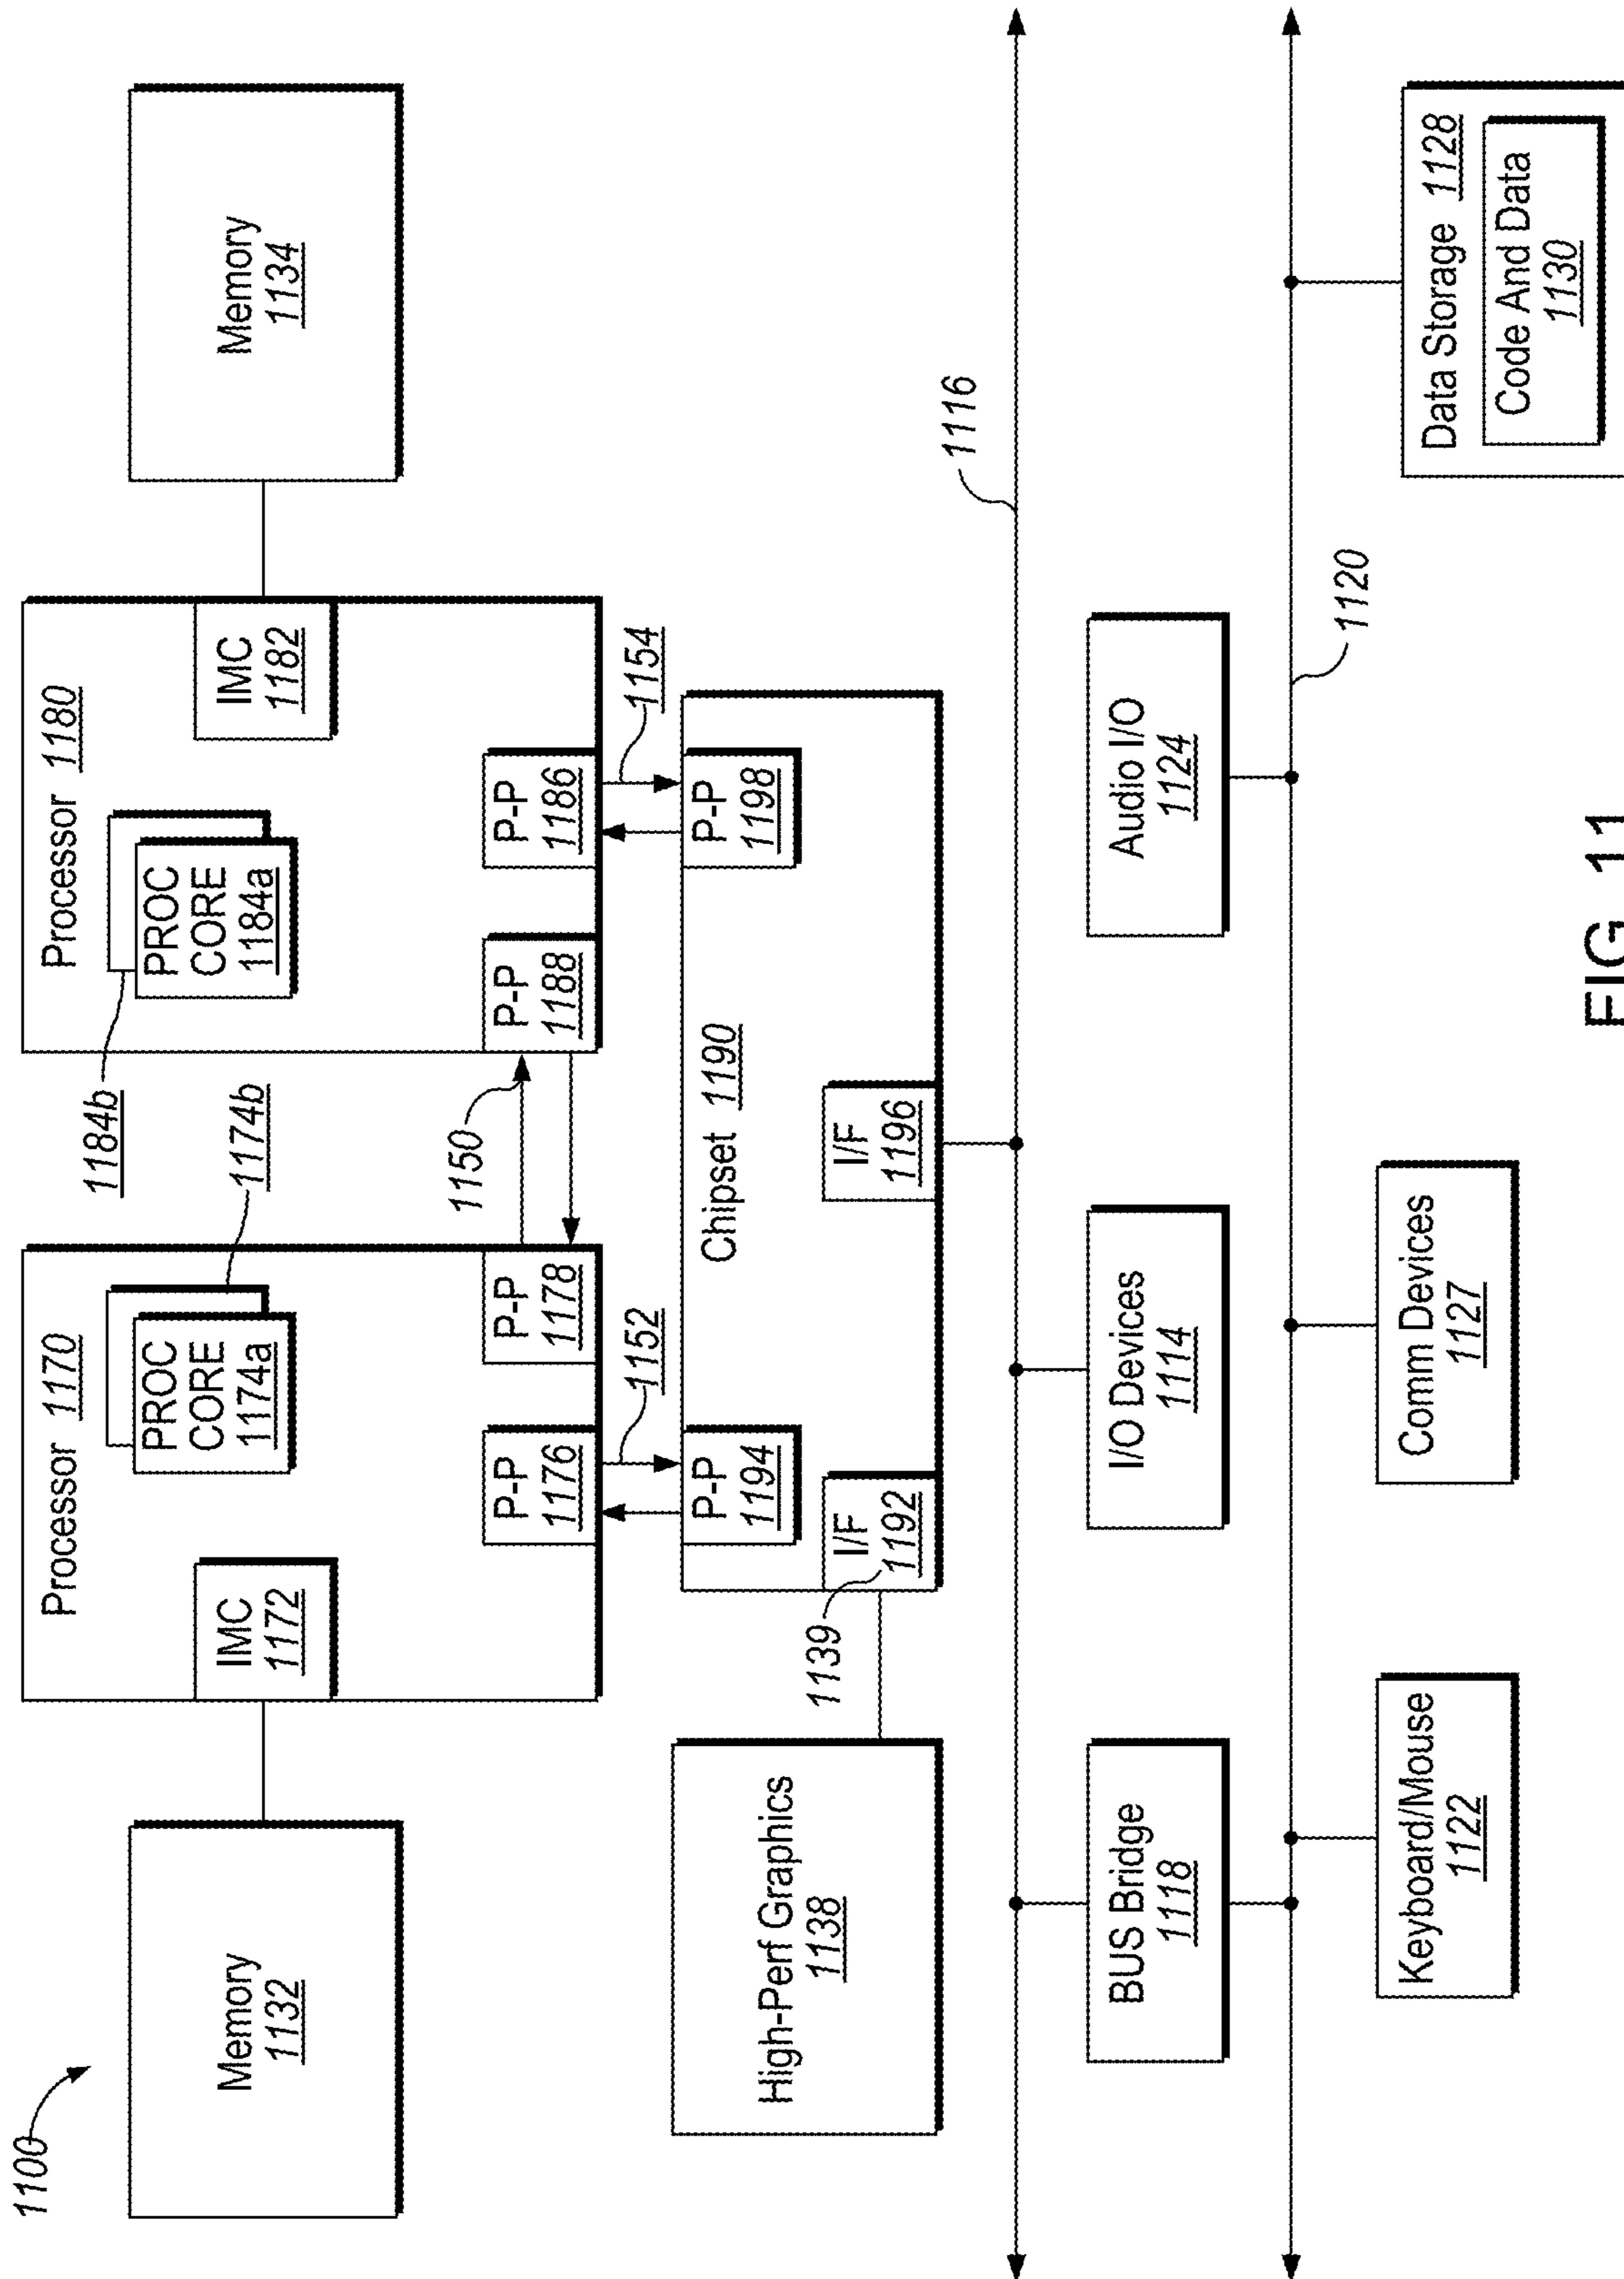 1100
Memory
1132
Processor 1170
IMC
1172
PROC
CORE
1174a
1174b
P-P
1176
P-P
1178
1184b
Processor 1180
PROC
CORE
1184a
IMC
1182
P-P
1188
P-P
1186
Memory
1134
1150
1152
1154
High-Perf Graphics
1138
1139
Chipset 1190
P-P
1194
P-P
1198
I/F
1192
I/F
1196
1116
BUS Bridge
1118
I/O Devices
1114
Audio I/O
1124
1120
Keyboard/Mouse
1122
Comm Devices
1127
Data Storage 1128
Code And Data
1130
FIG. 11